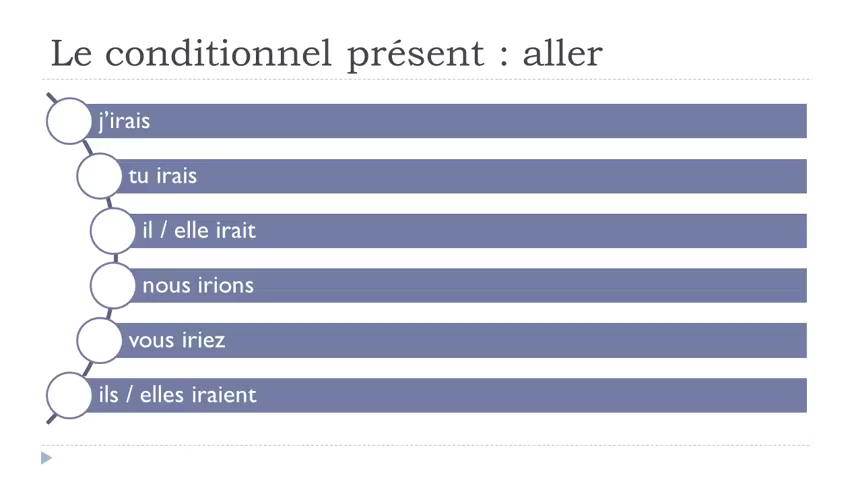 Le conditionnel présent : aller
j’irais
tu irais
il / elle irait
nous irions
vous iriez
ils / elles iraient